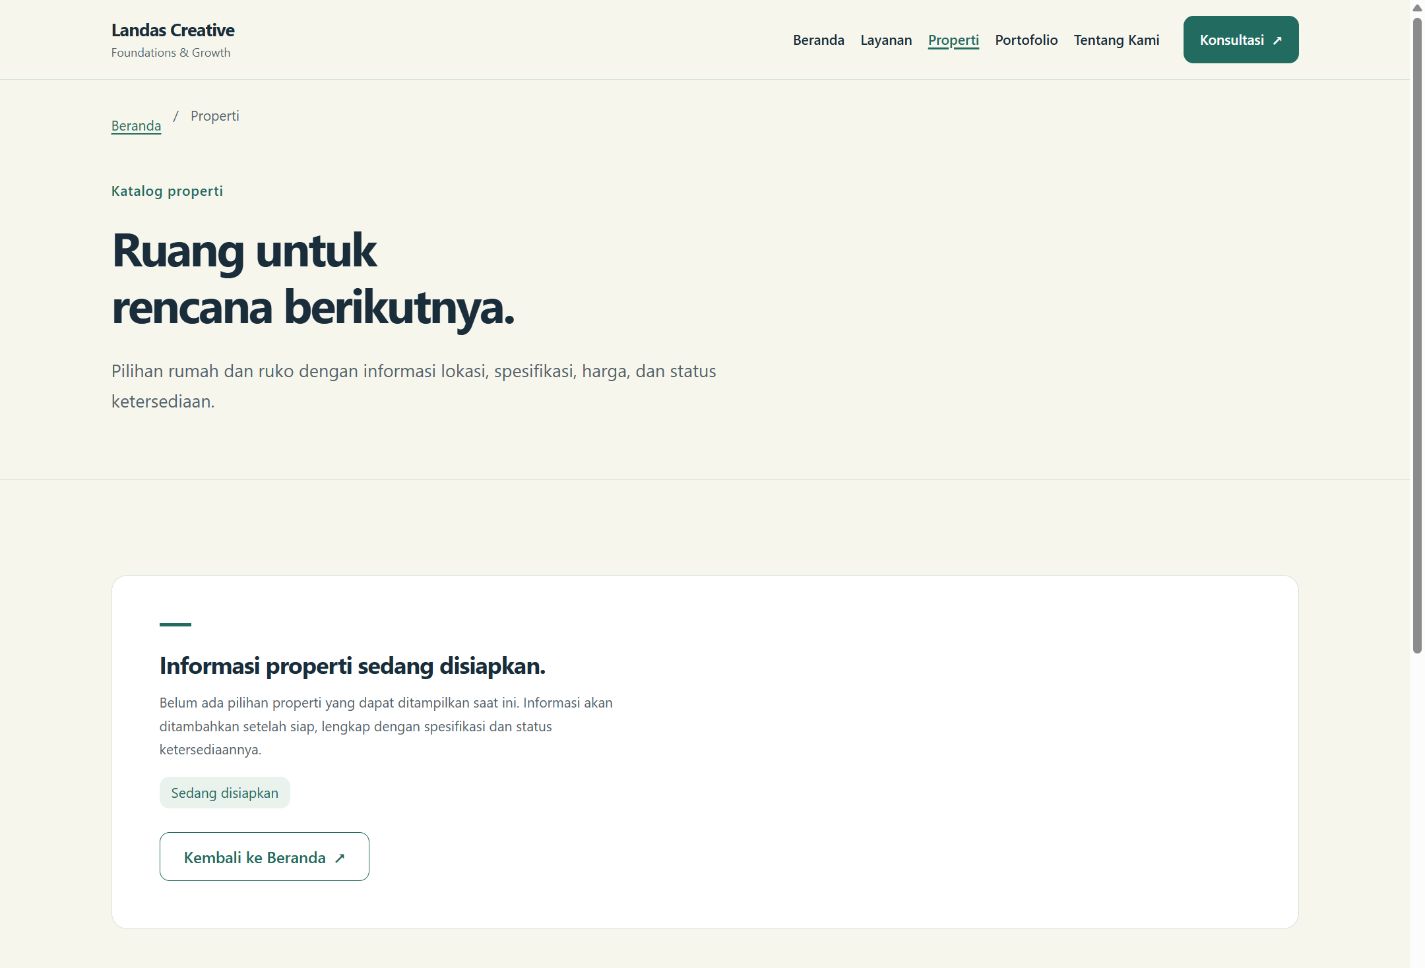 Landas Creative
Foundations & Growth
Beranda Layanan Properti Portofolio Tentang Kami Konsultasi ↗
Beranda / Properti
Katalog properti
Ruang untuk
rencana berikutnya.
Pilihan rumah dan ruko dengan informasi lokasi, spesifikasi, harga, dan status
ketersediaan.
Informasi properti sedang disiapkan.
Belum ada pilihan properti yang dapat ditampilkan saat ini. Informasi akan
ditambahkan setelah siap, lengkap dengan spesifikasi dan status
ketersediaannya.
Sedang disiapkan
Kembali ke Beranda ↗